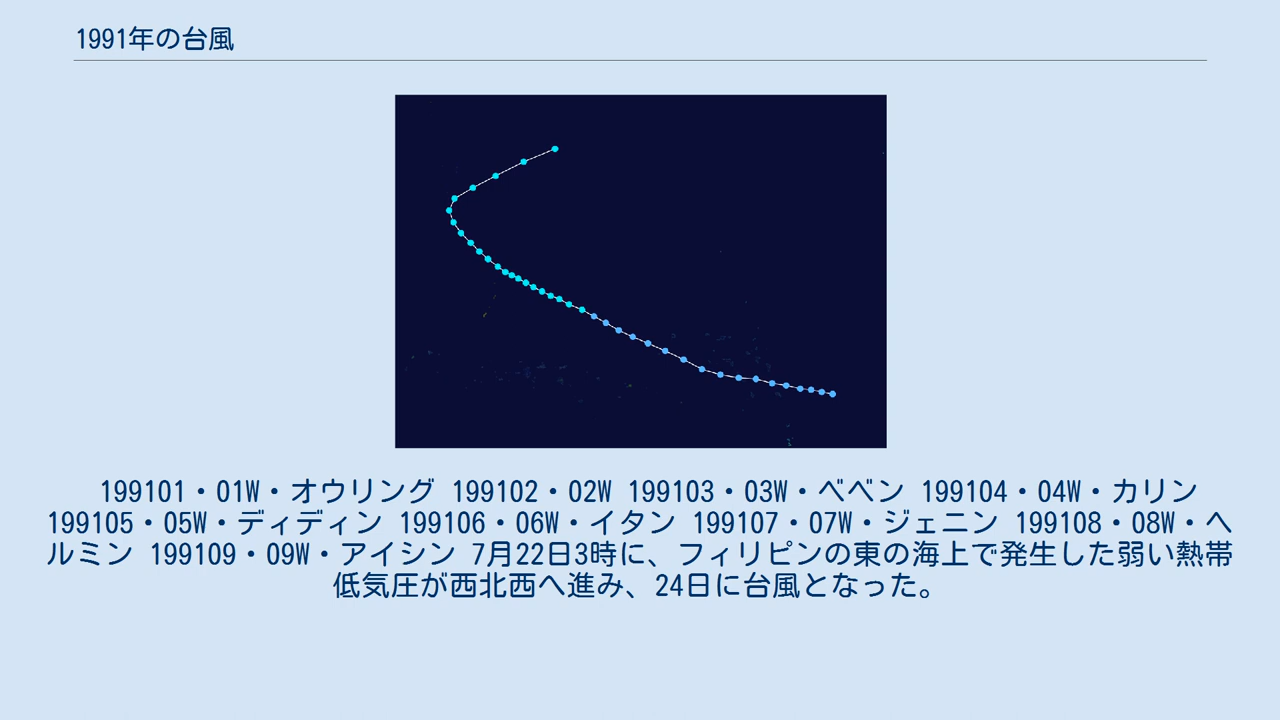 1991年の台風
199101・01W・オウリング 199102・02W 199103・03W・ベベン 199104・04W・カリン
199105・05W・ディディン 199106・06W・イタン 199107・07W・ジェニン 199108・08W・ヘ
ルミン 199109・09W・アイシン 7月22日3時に、フィリピンの東の海上で発生した弱い熱帯
低気圧が西北西へ進み、24日に台風となった。